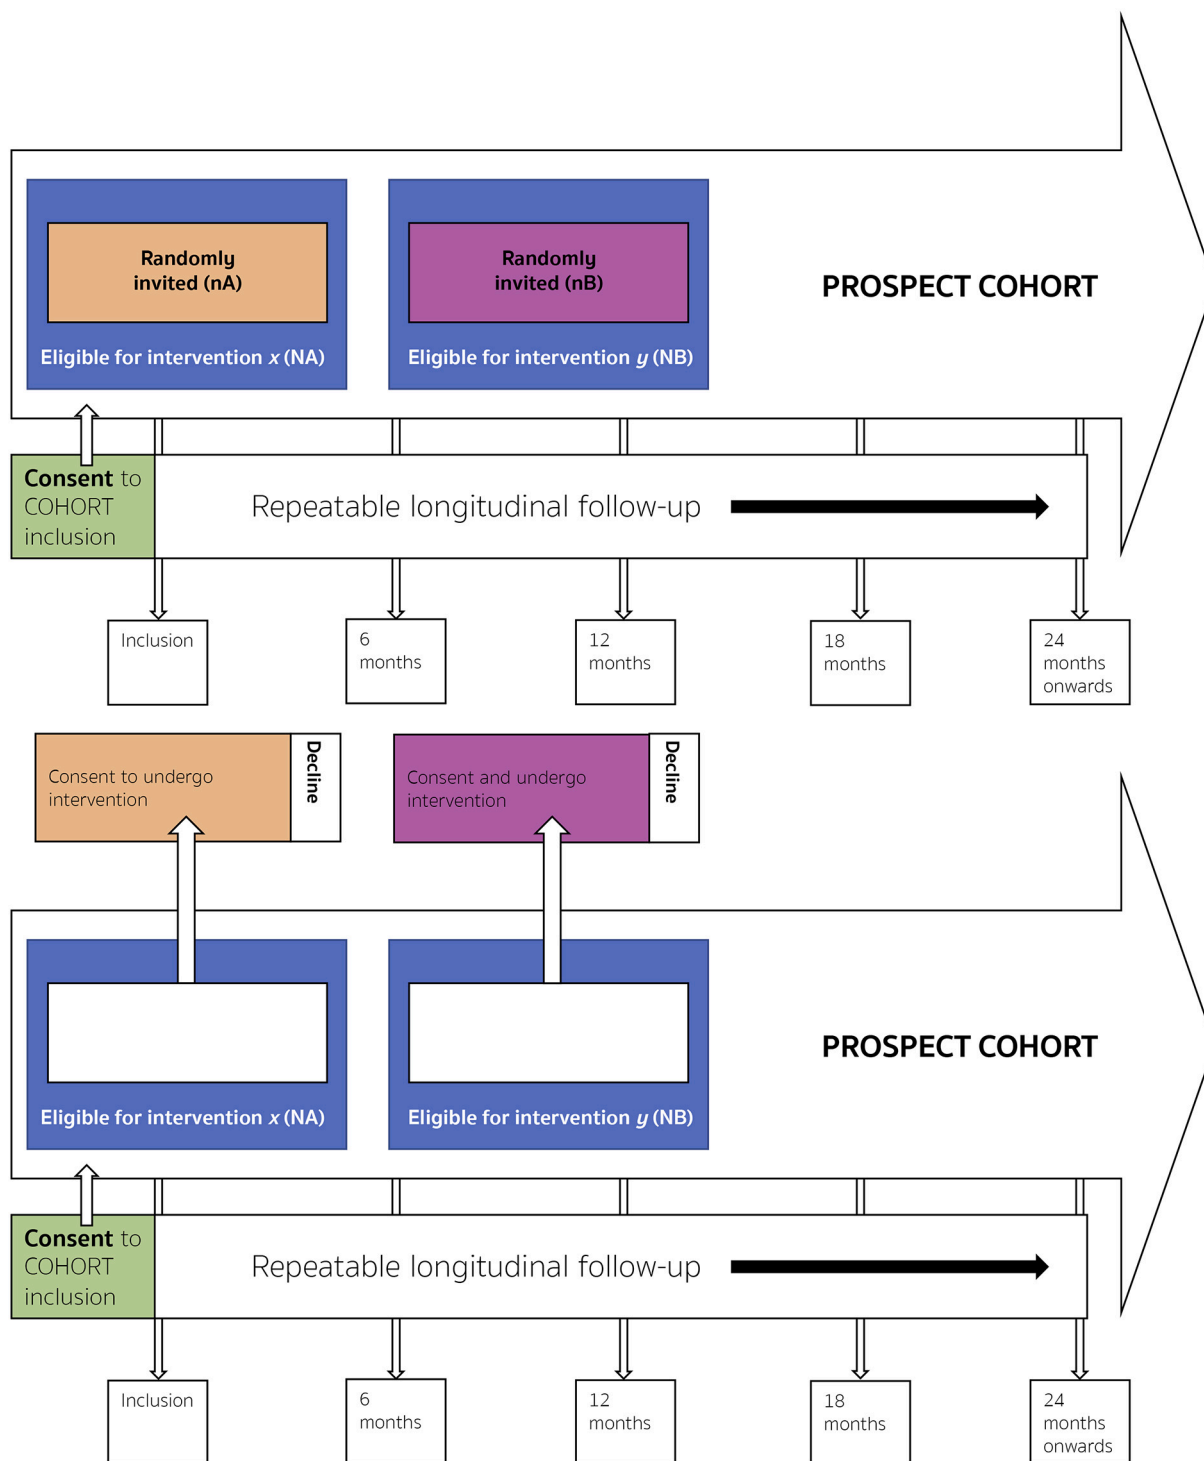 Randomly
invited (nA)
Eligible for intervention x (NA)
Randomly
invited (nB)
Eligible for intervention y (NB)
PROSPECT COHORT
Consent to
COHORT
inclusion
Repeatable longitudinal follow-up
Inclusion
6
months
12
months
18
months
24
months
onwards
Consent to undergo
intervention
Decline
Consent and undergo
intervention
Decline
Eligible for intervention x (NA)
Eligible for intervention y (NB)
PROSPECT COHORT
Consent to
COHORT
inclusion
Repeatable longitudinal follow-up
Inclusion
6
months
12
months
18
months
24
months
onwards